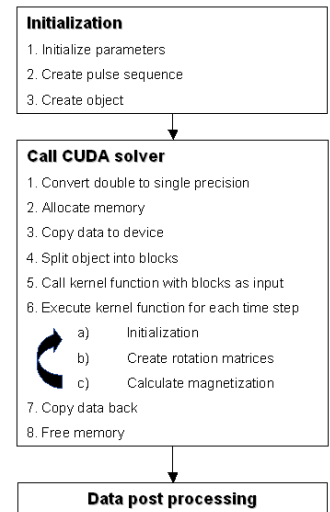 Initialization
1. Initialize parameters
2. Create pulse sequence
3. Create object
Call CUDA solver
1. Convert double to single precision
2. Allocate memory
3. Copy data to device
4. Split object into blocks
5. Call kernel function with blocks as input
6. Execute kernel function for each time step
a) Initialization
b) Create rotation matrices
c) Calculate magnetization
7. Copy data back
8. Free memory
Data post processing